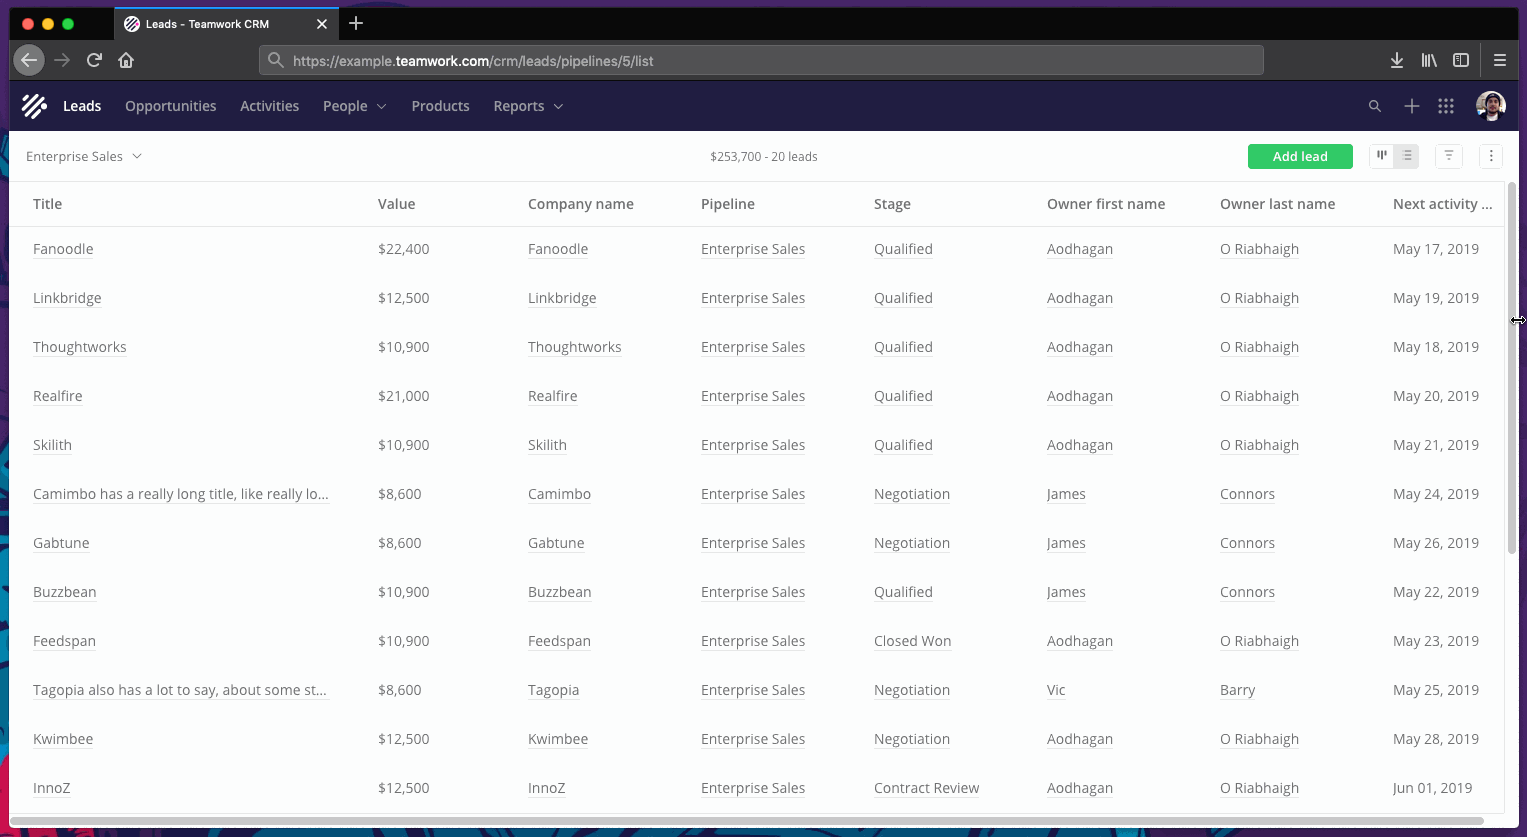 Leads - Teamwork CRM
https://example.teamwork.com/crm/leads/pipelines/5/list
Leads Opportunities Activities People Products Reports
Enterprise Sales $253,700 - 20 leads Add lead
Title Value Company name Pipeline Stage Owner first name Owner last name Next activity ...
Fanoodle $22,400 Fanoodle Enterprise Sales Qualified Aodhagan O Riabhaigh May 17, 2019
Linkbridge $12,500 Linkbridge Enterprise Sales Qualified Aodhagan O Riabhaigh May 19, 2019
Thoughtworks $10,900 Thoughtworks Enterprise Sales Qualified Aodhagan O Riabhaigh May 18, 2019
Realfire $21,000 Realfire Enterprise Sales Qualified Aodhagan O Riabhaigh May 20, 2019
Skilith $10,900 Skilith Enterprise Sales Qualified Aodhagan O Riabhaigh May 21, 2019
Camimbo has a really long title, like really lo... $8,600 Camimbo Enterprise Sales Negotiation James Connors May 24, 2019
Gabtune $8,600 Gabtune Enterprise Sales Negotiation James Connors May 26, 2019
Buzzbean $10,900 Buzzbean Enterprise Sales Qualified James Connors May 22, 2019
Feedspan $10,900 Feedspan Enterprise Sales Closed Won Aodhagan O Riabhaigh May 23, 2019
Tagopia also has a lot to say, about some st... $8,600 Tagopia Enterprise Sales Negotiation Vic Barry May 25, 2019
Kwimbee $12,500 Kwimbee Enterprise Sales Negotiation Aodhagan O Riabhaigh May 28, 2019
InnoZ $12,500 InnoZ Enterprise Sales Contract Review Aodhagan O Riabhaigh Jun 01, 2019